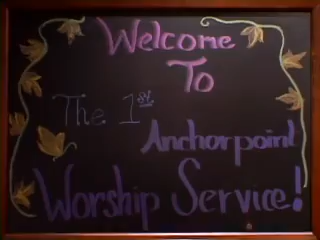 Welcome
To
The 1st
Anchorpoint
Worship Service!